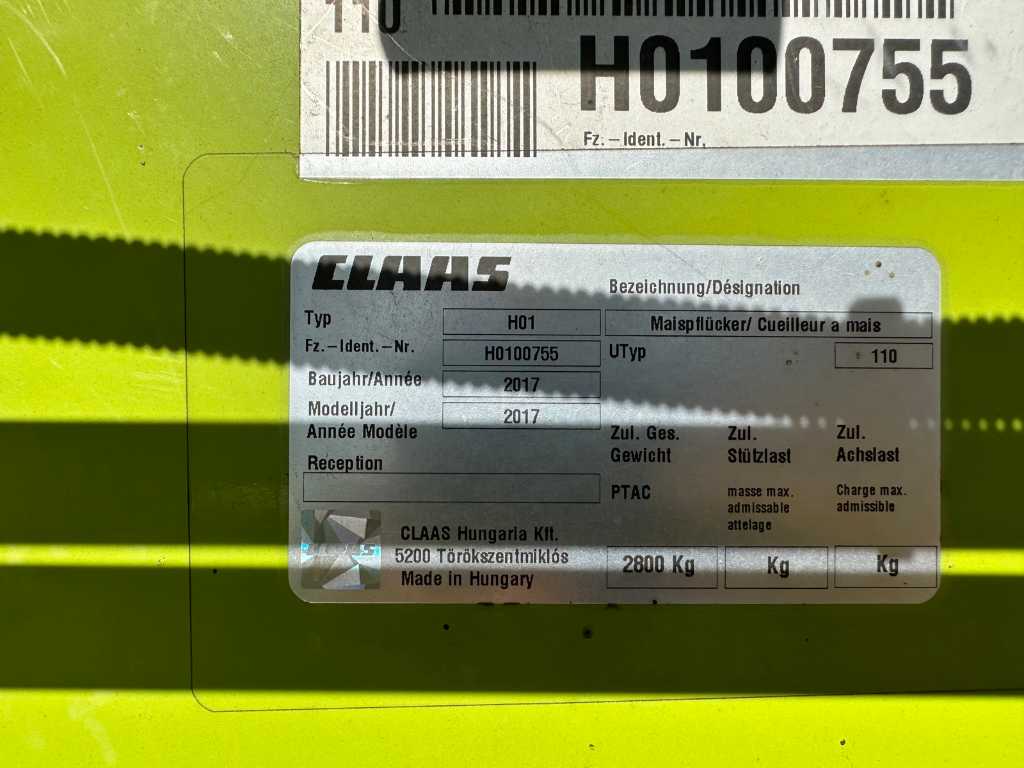 110
H0100755
Fz.-Ident.-Nr.
CLAAS
Bezeichnung/Désignation
Typ H01 Maispflücker/ Cueilleur a mais
Fz.-Ident.-Nr. H0100755 UTyp 110
Baujahr/Année 2017
Modelljahr/ 2017
Année Modèle
Zul. Ges. Zul. Zul.
Gewicht Stützlast Achslast
Reception
PTAC masse max. Charge max.
admissable admissible
attelage
CLAAS Hungaria Kft.
5200 Törökszentmiklós
Made in Hungary
2800 Kg Kg Kg